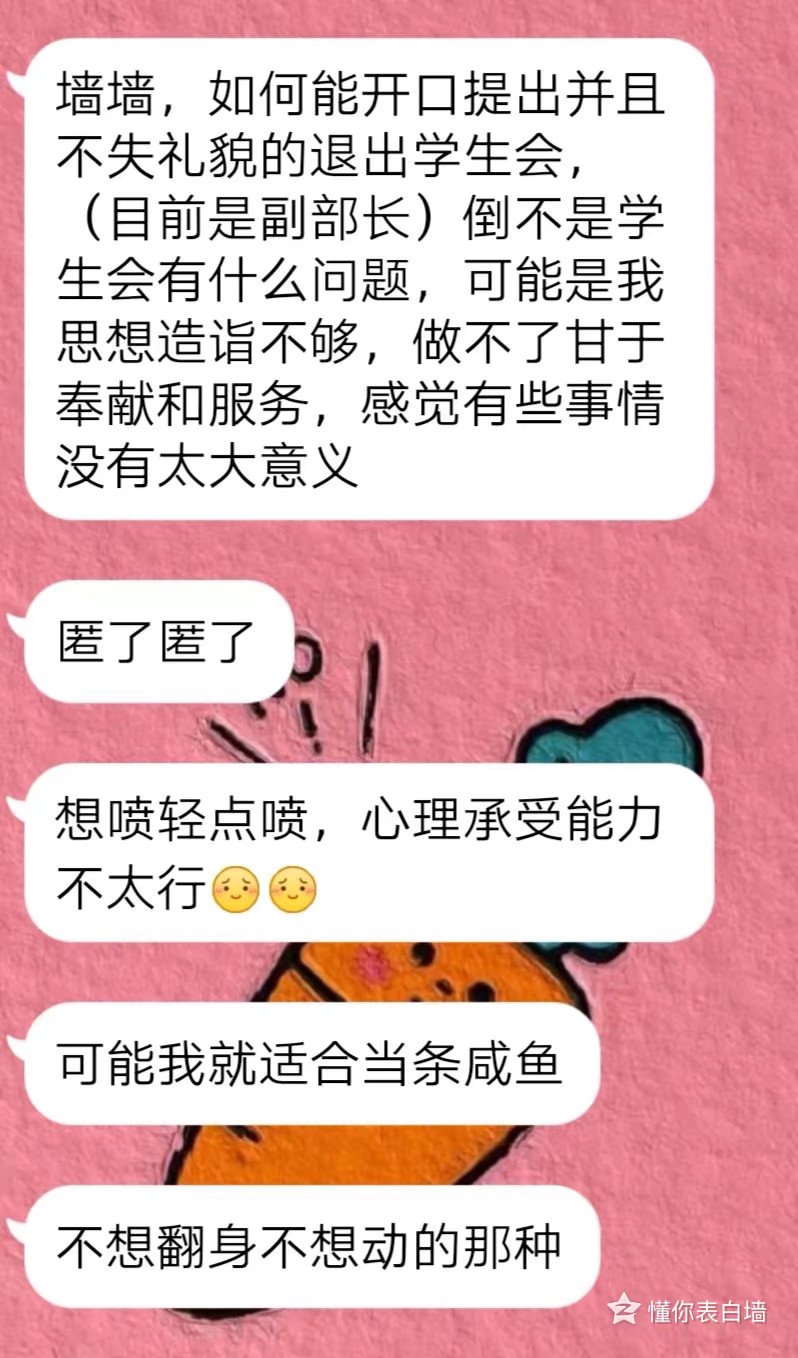 墙墙，如何能开口提出并且
不失礼貌的退出学生会，
（目前是副部长）倒不是学
生会有什么问题，可能是我
思想造诣不够，做不了甘于
奉献和服务，感觉有些事情
没有太大意义
匿了匿了
想喷轻点喷，心理承受能力
不太行😊😊
可能我就适合当条咸鱼
不想翻身不想动的那种
懂你表白墙